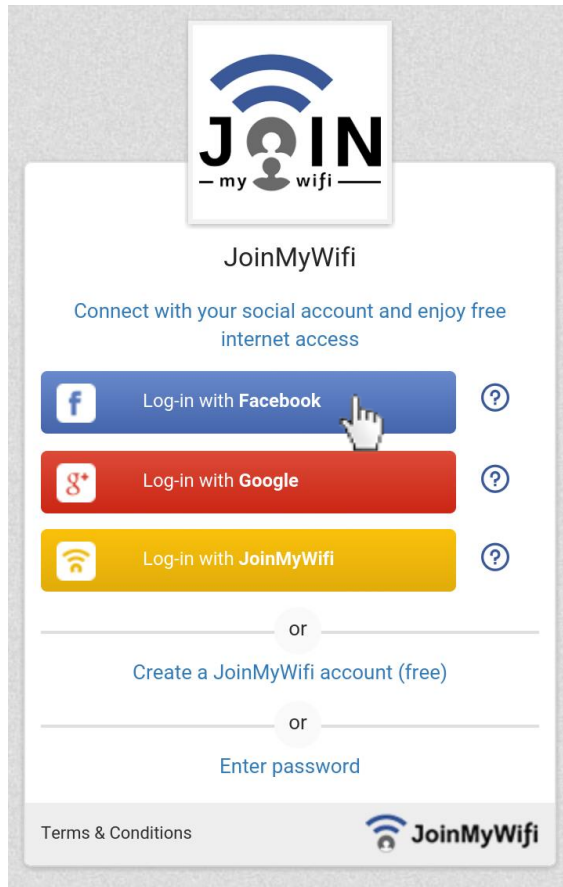 JOIN
my wifi
JoinMyWifi
Connect with your social account and enjoy free
internet access
f Log-in with Facebook ?
g+ Log-in with Google ?
Log-in with JoinMyWifi ?
or
Create a JoinMyWifi account (free)
or
Enter password
Terms & Conditions JoinMyWifi